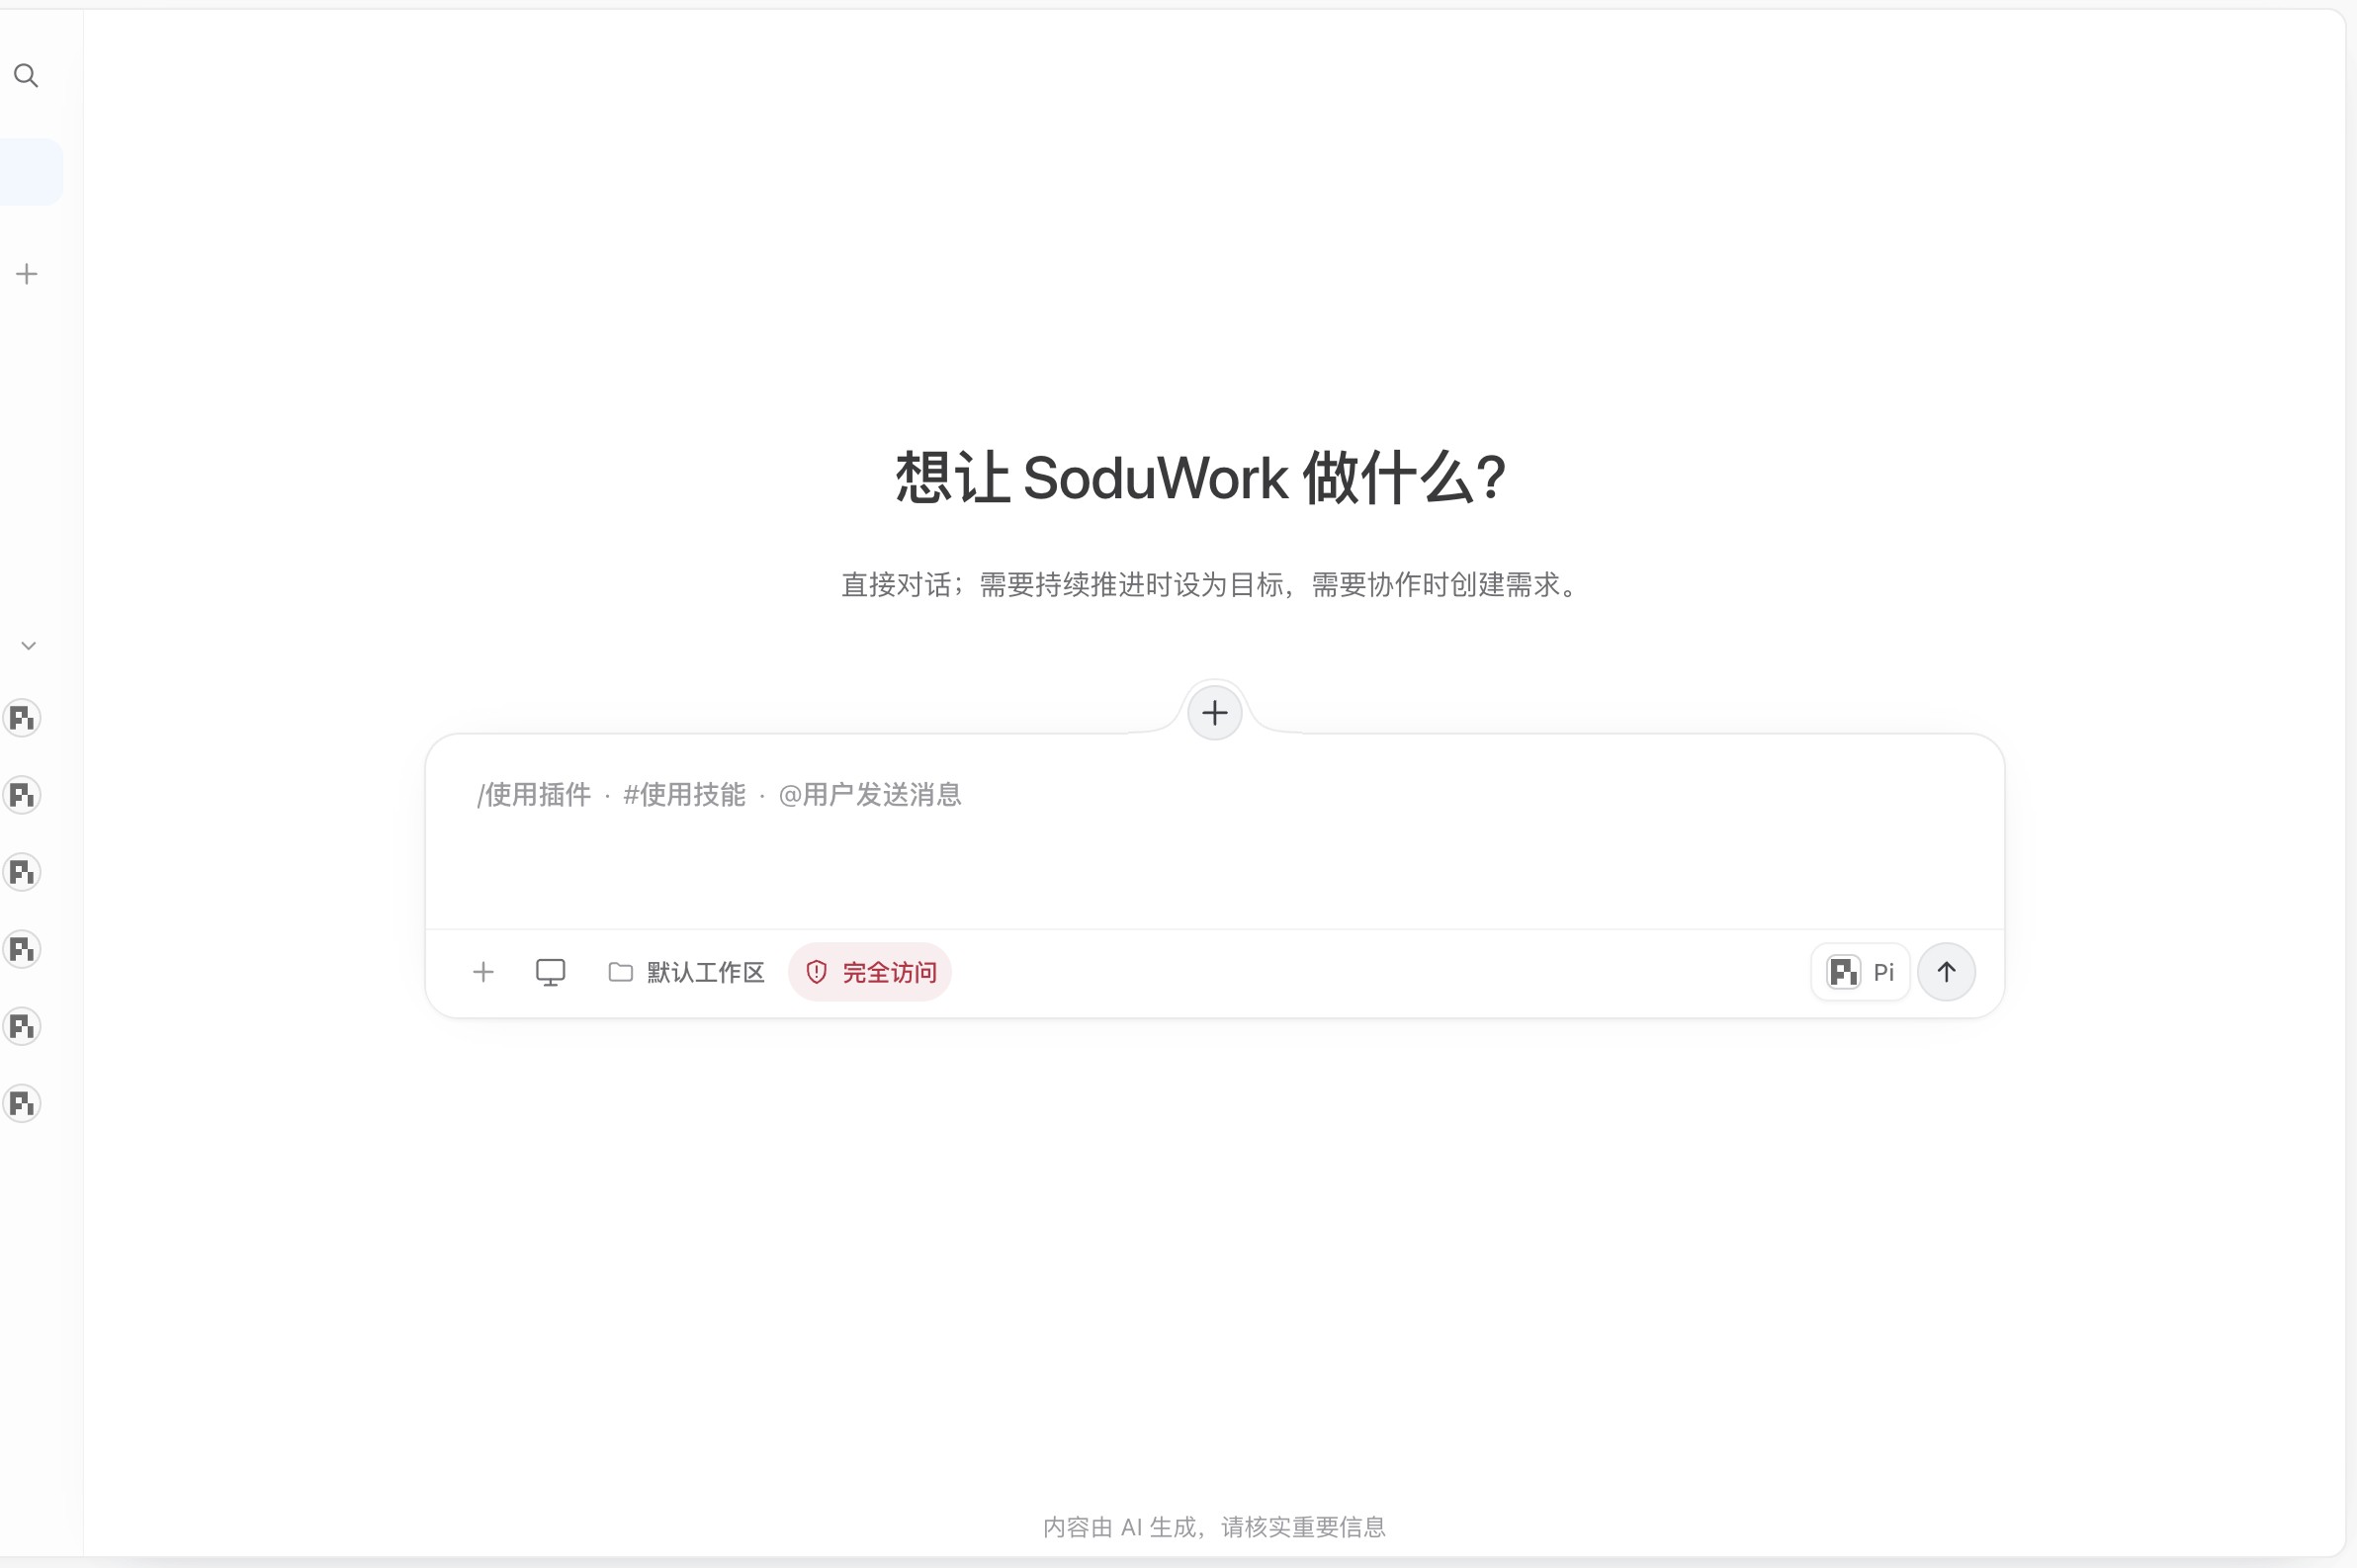 想让 SoduWork 做什么？
直接对话；需要持续推进时设为目标，需要协作时创建需求。
/使用插件 · #使用技能 · @用户发送消息
默认工作区 完全访问 Pi
内容由 AI 生成，请核实重要信息